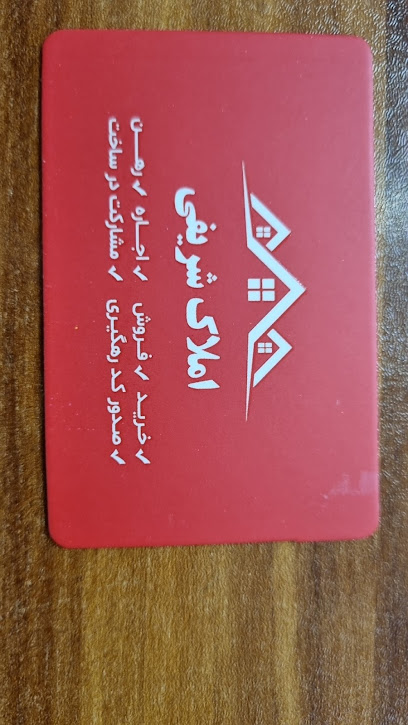 املاک شریفی
✓ خرید ✓ فروش ✓ اجاره ✓ رهن
✓ صدور کد رهگیری ✓ مشارکت در ساخت